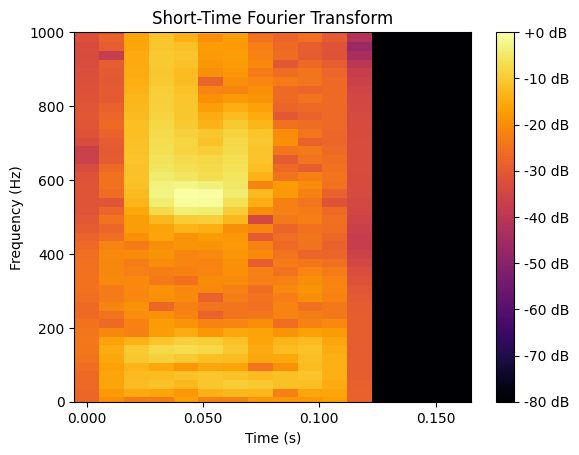 Short-Time Fourier Transform
1000
800
600
400
200
0
Frequency (Hz)
0.000
0.050
0.100
0.150
Time (s)
+0 dB
-10 dB
-20 dB
-30 dB
-40 dB
-50 dB
-60 dB
-70 dB
-80 dB